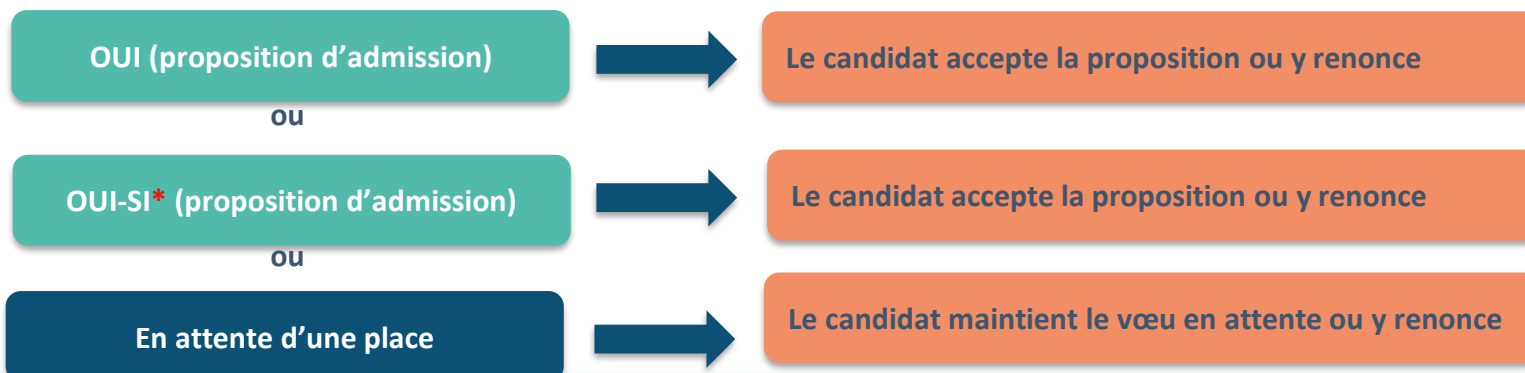 OUI (proposition d’admission)
Le candidat accepte la proposition ou y renonce
ou
OUI-SI* (proposition d’admission)
Le candidat accepte la proposition ou y renonce
ou
En attente d’une place
Le candidat maintient le vœu en attente ou y renonce